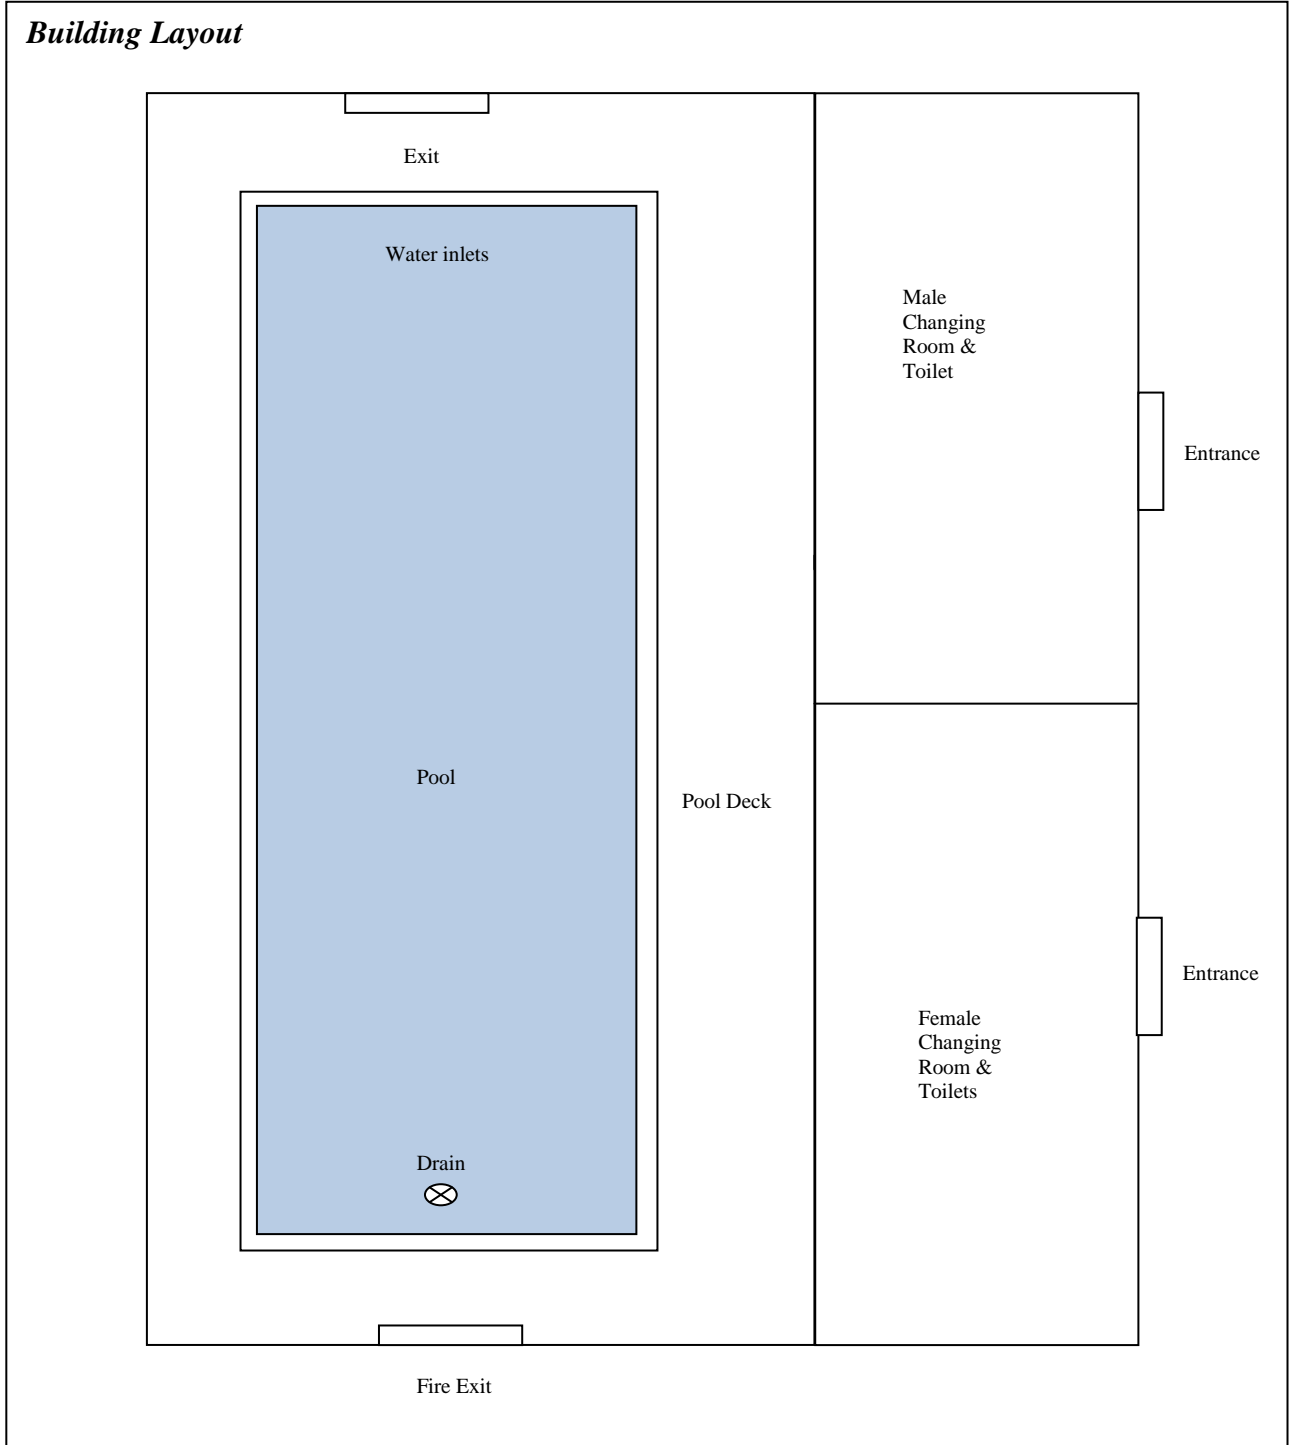 Building Layout
Exit
Water inlets
Male
Changing
Room &
Toilet
Entrance
Pool
Pool Deck
Entrance
Female
Changing
Room &
Toilets
Drain
Fire Exit